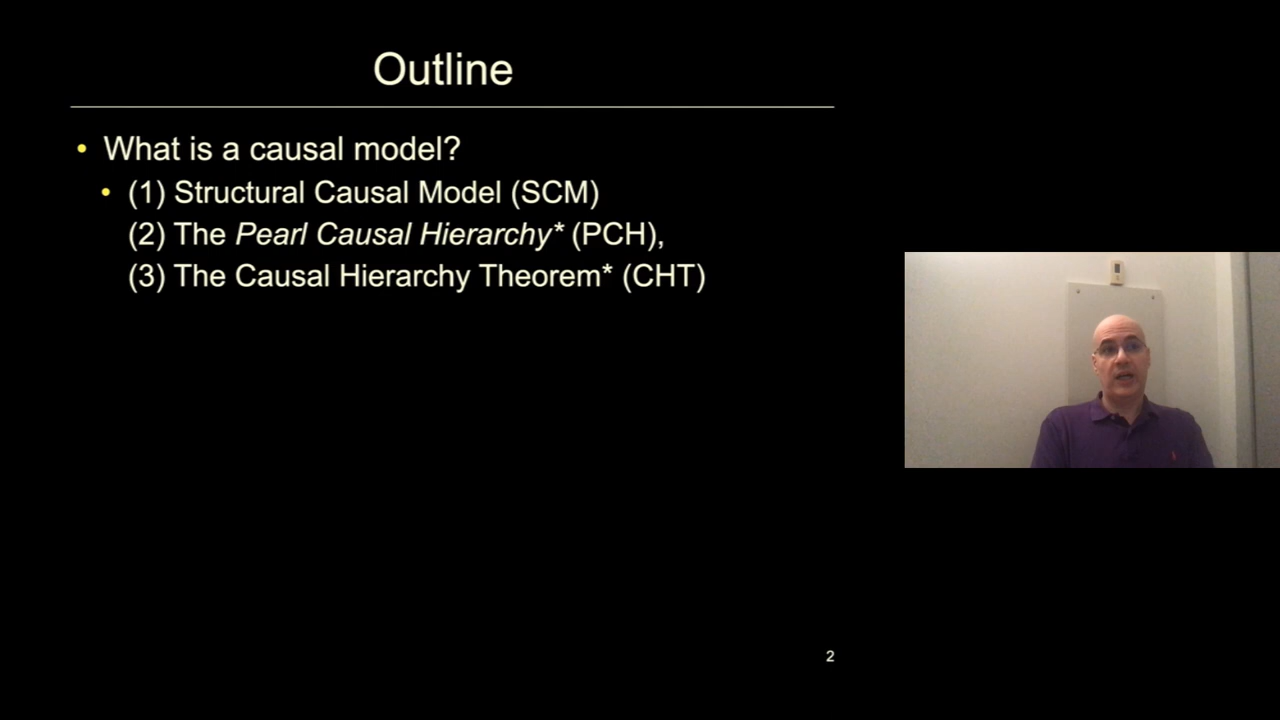 Outline
• What is a causal model?
• (1) Structural Causal Model (SCM)
(2) The Pearl Causal Hierarchy* (PCH),
(3) The Causal Hierarchy Theorem* (CHT)
2